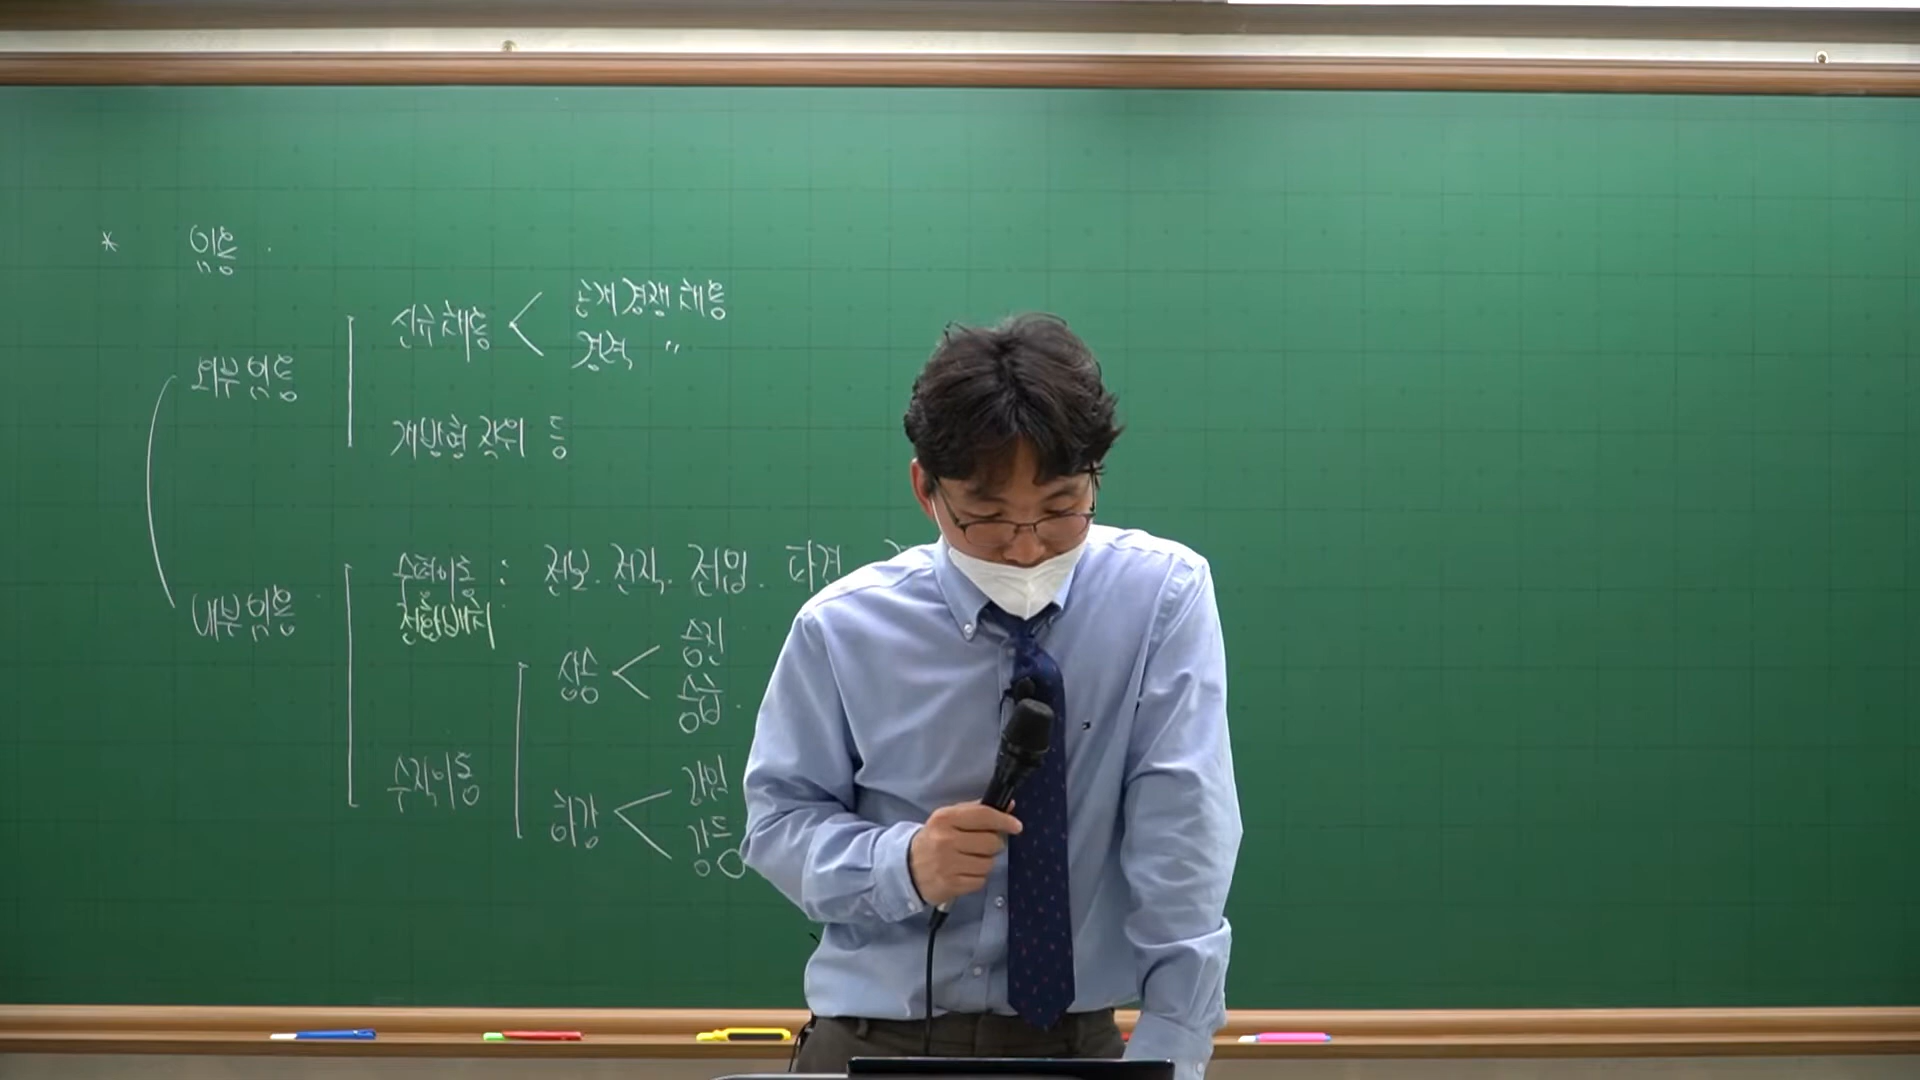 * 임용
외부임용
신규채용
공개경쟁채용
경력 〃
개방형 직위 등
내부임용
수평이동 : 전보. 전직. 전입. 파견
전환배치
수직이동
상승
승진
승급
하강
강임
강등